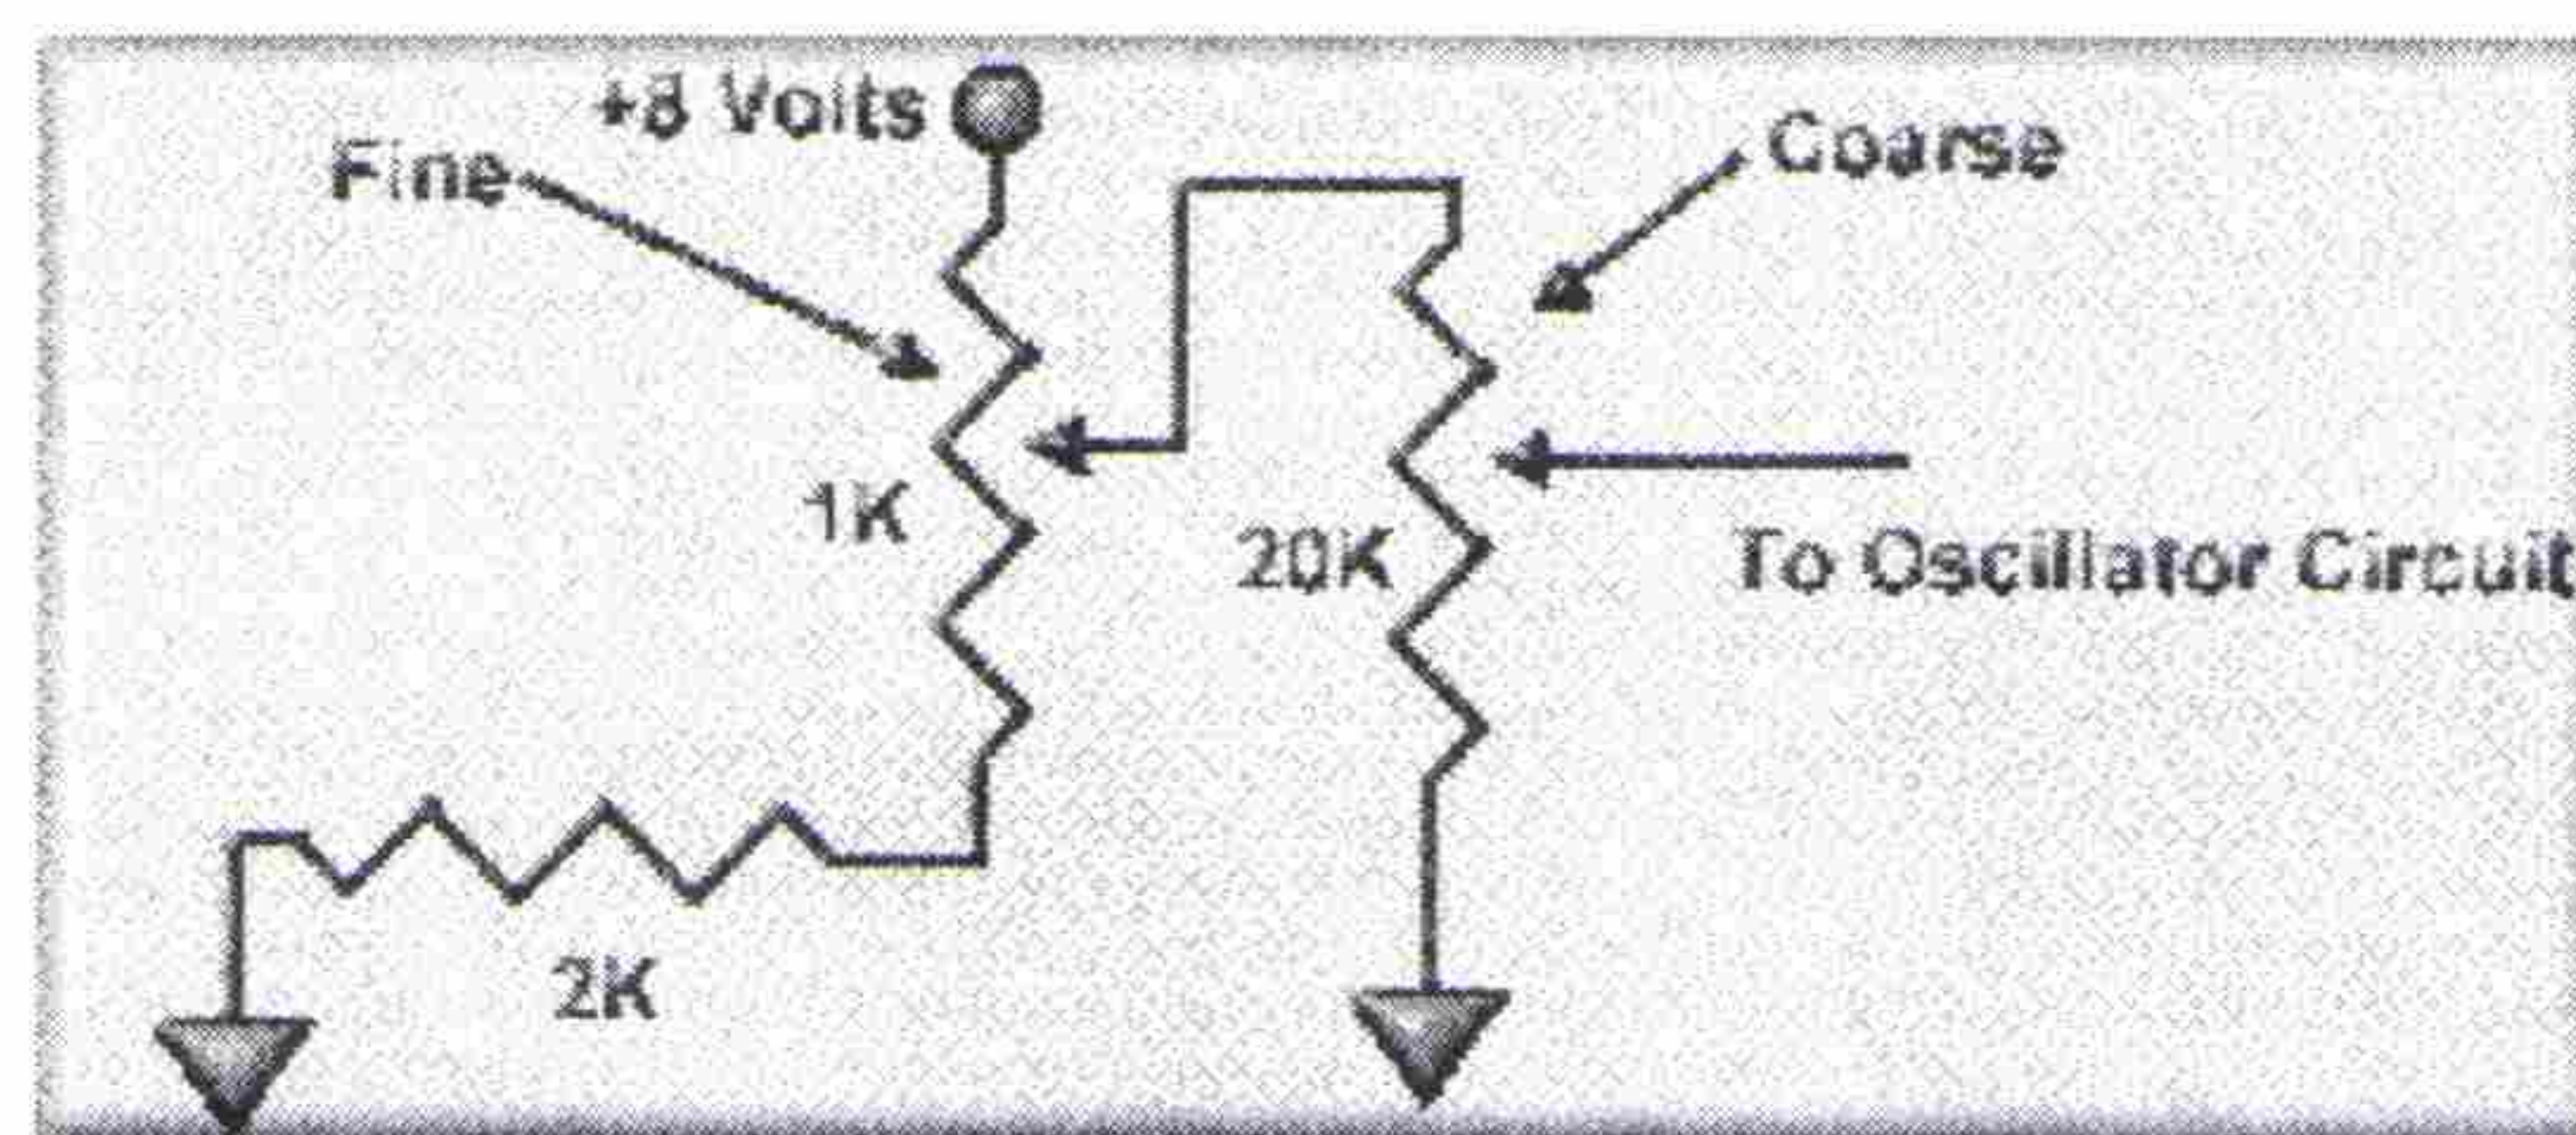 +8 Volts
Fine
Coarse
1K
20K
To Oscillator Circuit
2K